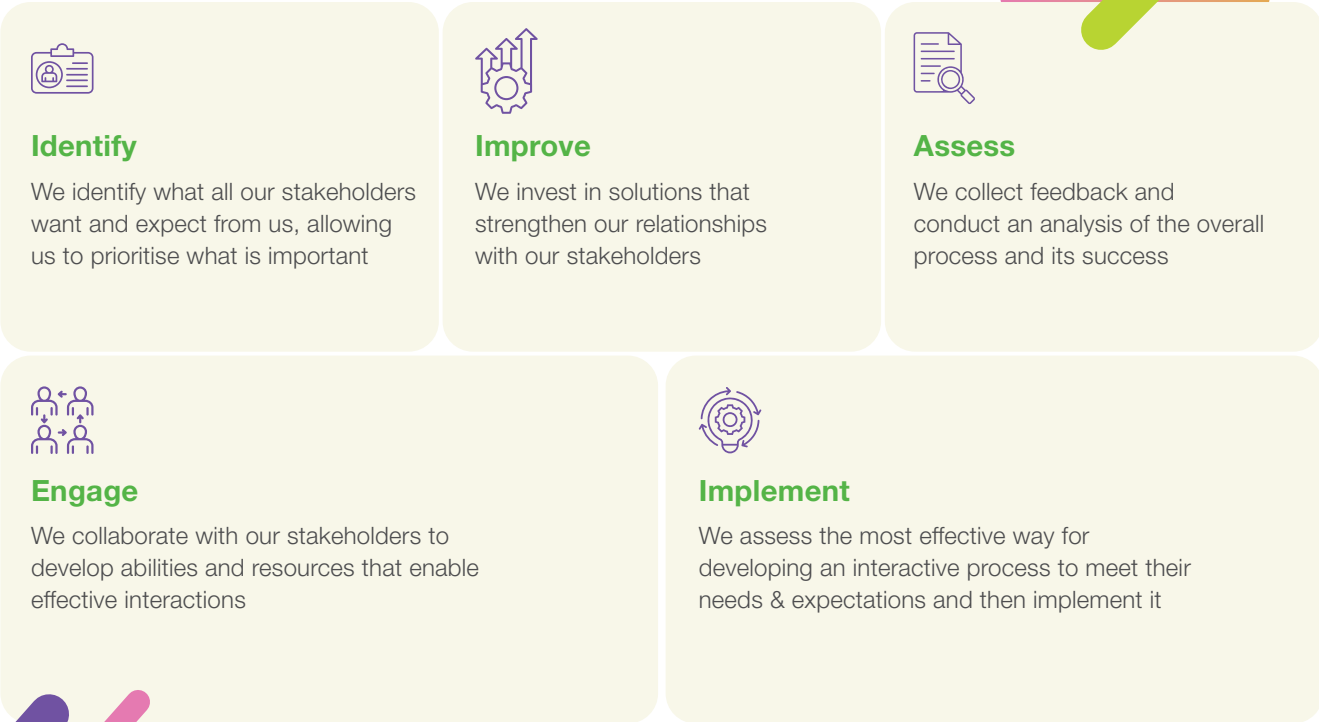 Identify
We identify what all our stakeholders
want and expect from us, allowing
us to prioritise what is important
Improve
We invest in solutions that
strengthen our relationships
with our stakeholders
Assess
We collect feedback and
conduct an analysis of the overall
process and its success
Engage
We collaborate with our stakeholders to
develop abilities and resources that enable
effective interactions
Implement
We assess the most effective way for
developing an interactive process to meet their
needs & expectations and then implement it